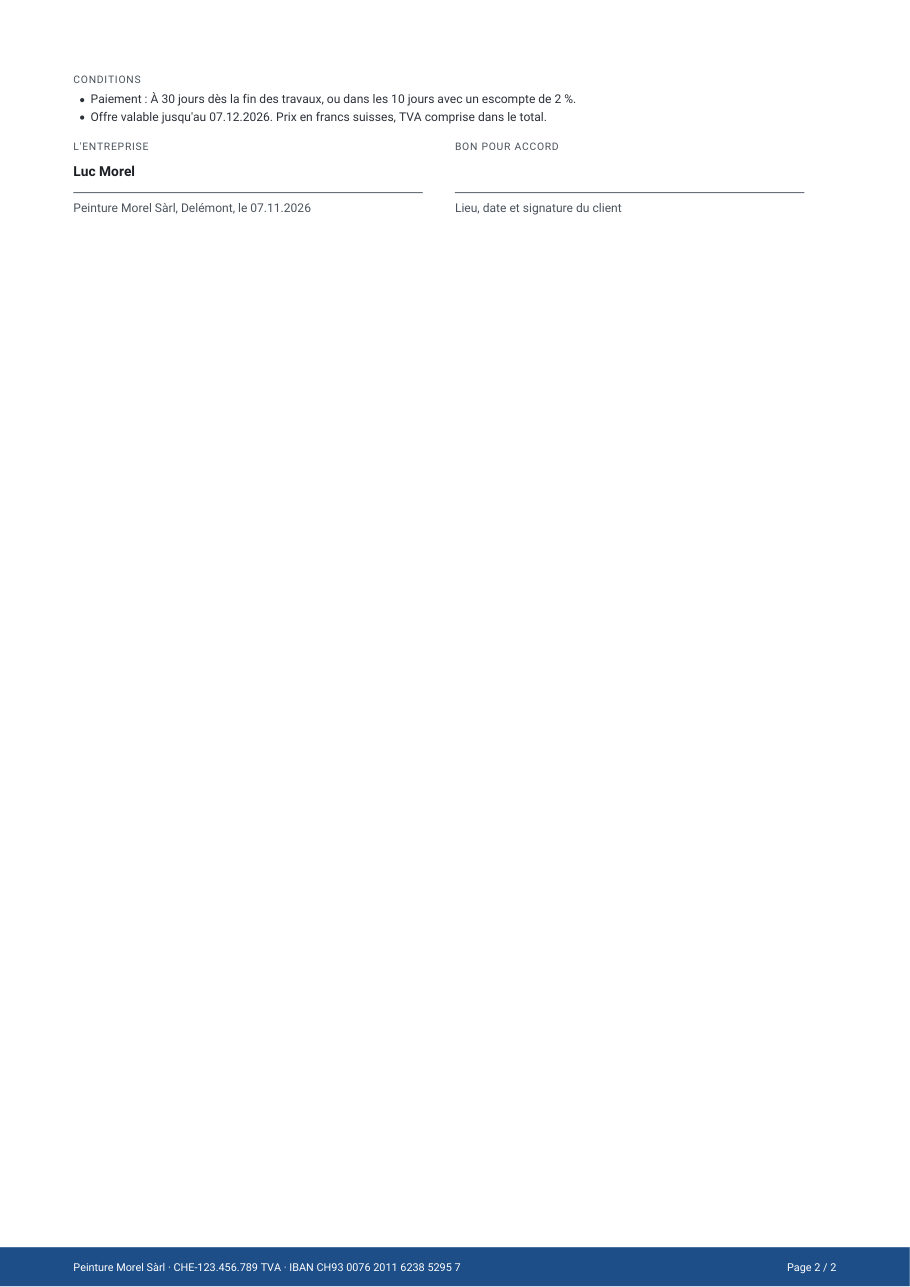 CONDITIONS
• Paiement : À 30 jours dès la fin des travaux, ou dans les 10 jours avec un escompte de 2 %.
• Offre valable jusqu'au 07.12.2026. Prix en francs suisses, TVA comprise dans le total.
L'ENTREPRISE
Luc Morel
Peinture Morel Sàrl, Delémont, le 07.11.2026
BON POUR ACCORD
Lieu, date et signature du client
Peinture Morel Sàrl · CHE-123.456.789 TVA · IBAN CH93 0076 2011 6238 5295 7
Page 2 / 2